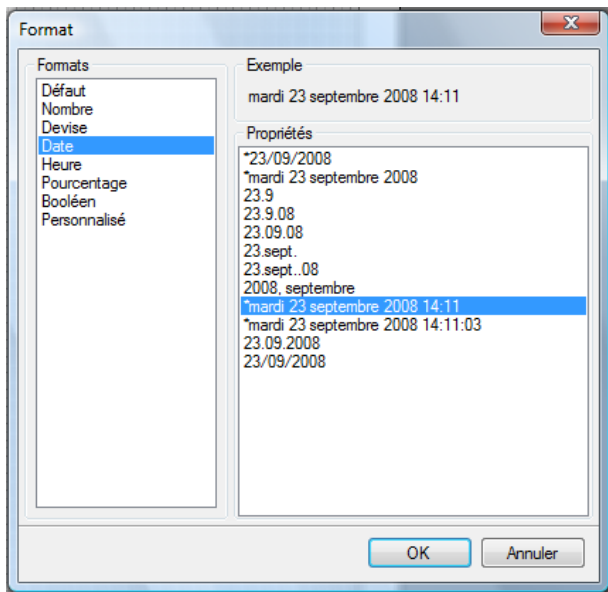 Format
Formats
Défaut
Nombre
Devise
Date
Heure
Pourcentage
Booléen
Personnalisé
Exemple
mardi 23 septembre 2008 14:11
Propriétés
*23/09/2008
*mardi 23 septembre 2008
23.9
23.9.08
23.09.08
23.sept.
23.sept..08
2008, septembre
*mardi 23 septembre 2008 14:11
*mardi 23 septembre 2008 14:11:03
23.09.2008
23/09/2008
OK
Annuler